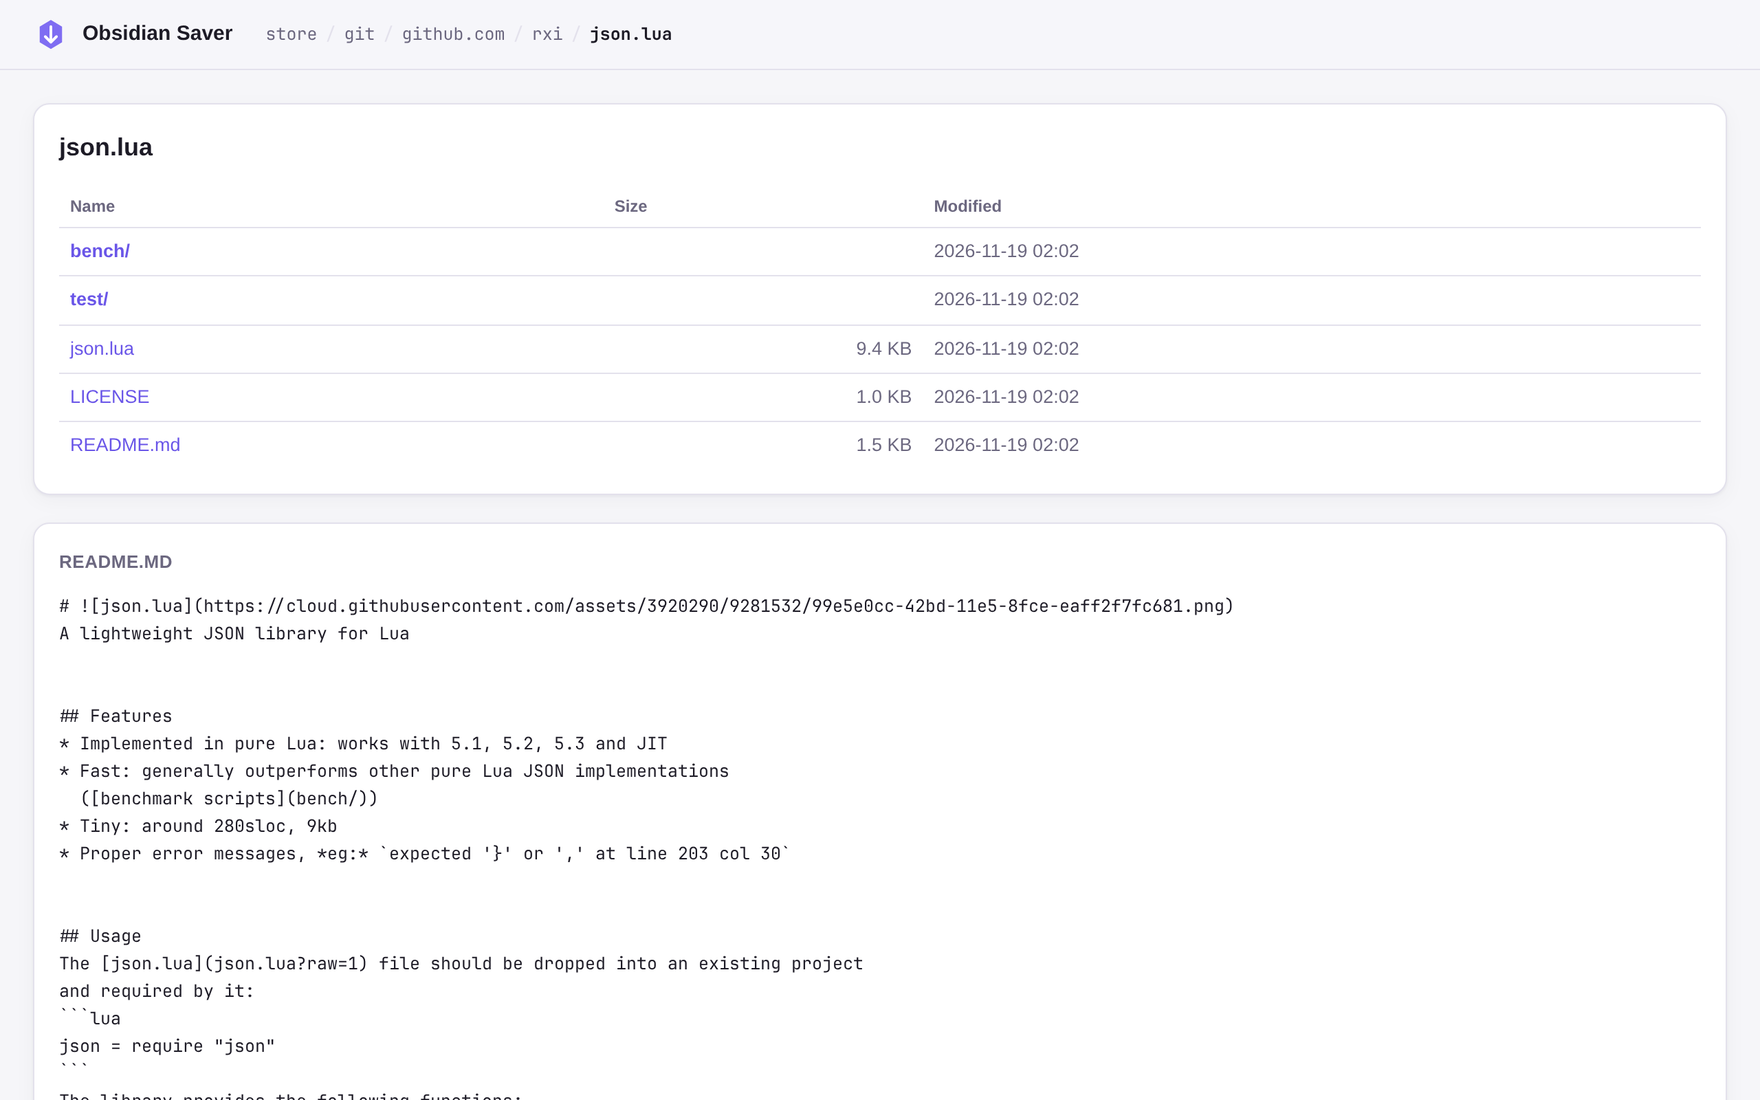 Obsidian Saver store / git / github.com / rxi / json.lua
json.lua
Name Size Modified
bench/ 2026-11-19 02:02
test/ 2026-11-19 02:02
json.lua 9.4 KB 2026-11-19 02:02
LICENSE 1.0 KB 2026-11-19 02:02
README.md 1.5 KB 2026-11-19 02:02
README.MD
# ![json.lua](https://cloud.githubusercontent.com/assets/3920290/9281532/99e5e0cc-42bd-11e5-8fce-eaff2f7fc681.png)
A lightweight JSON library for Lua
## Features
* Implemented in pure Lua: works with 5.1, 5.2, 5.3 and JIT
* Fast: generally outperforms other pure Lua JSON implementations
([benchmark scripts](bench/))
* Tiny: around 280sloc, 9kb
* Proper error messages, *eg:* `expected '}' or ',' at line 203 col 30`
## Usage
The [json.lua](json.lua?raw=1) file should be dropped into an existing project
and required by it:
```lua
json = require "json"
```
The library provides the following functions: